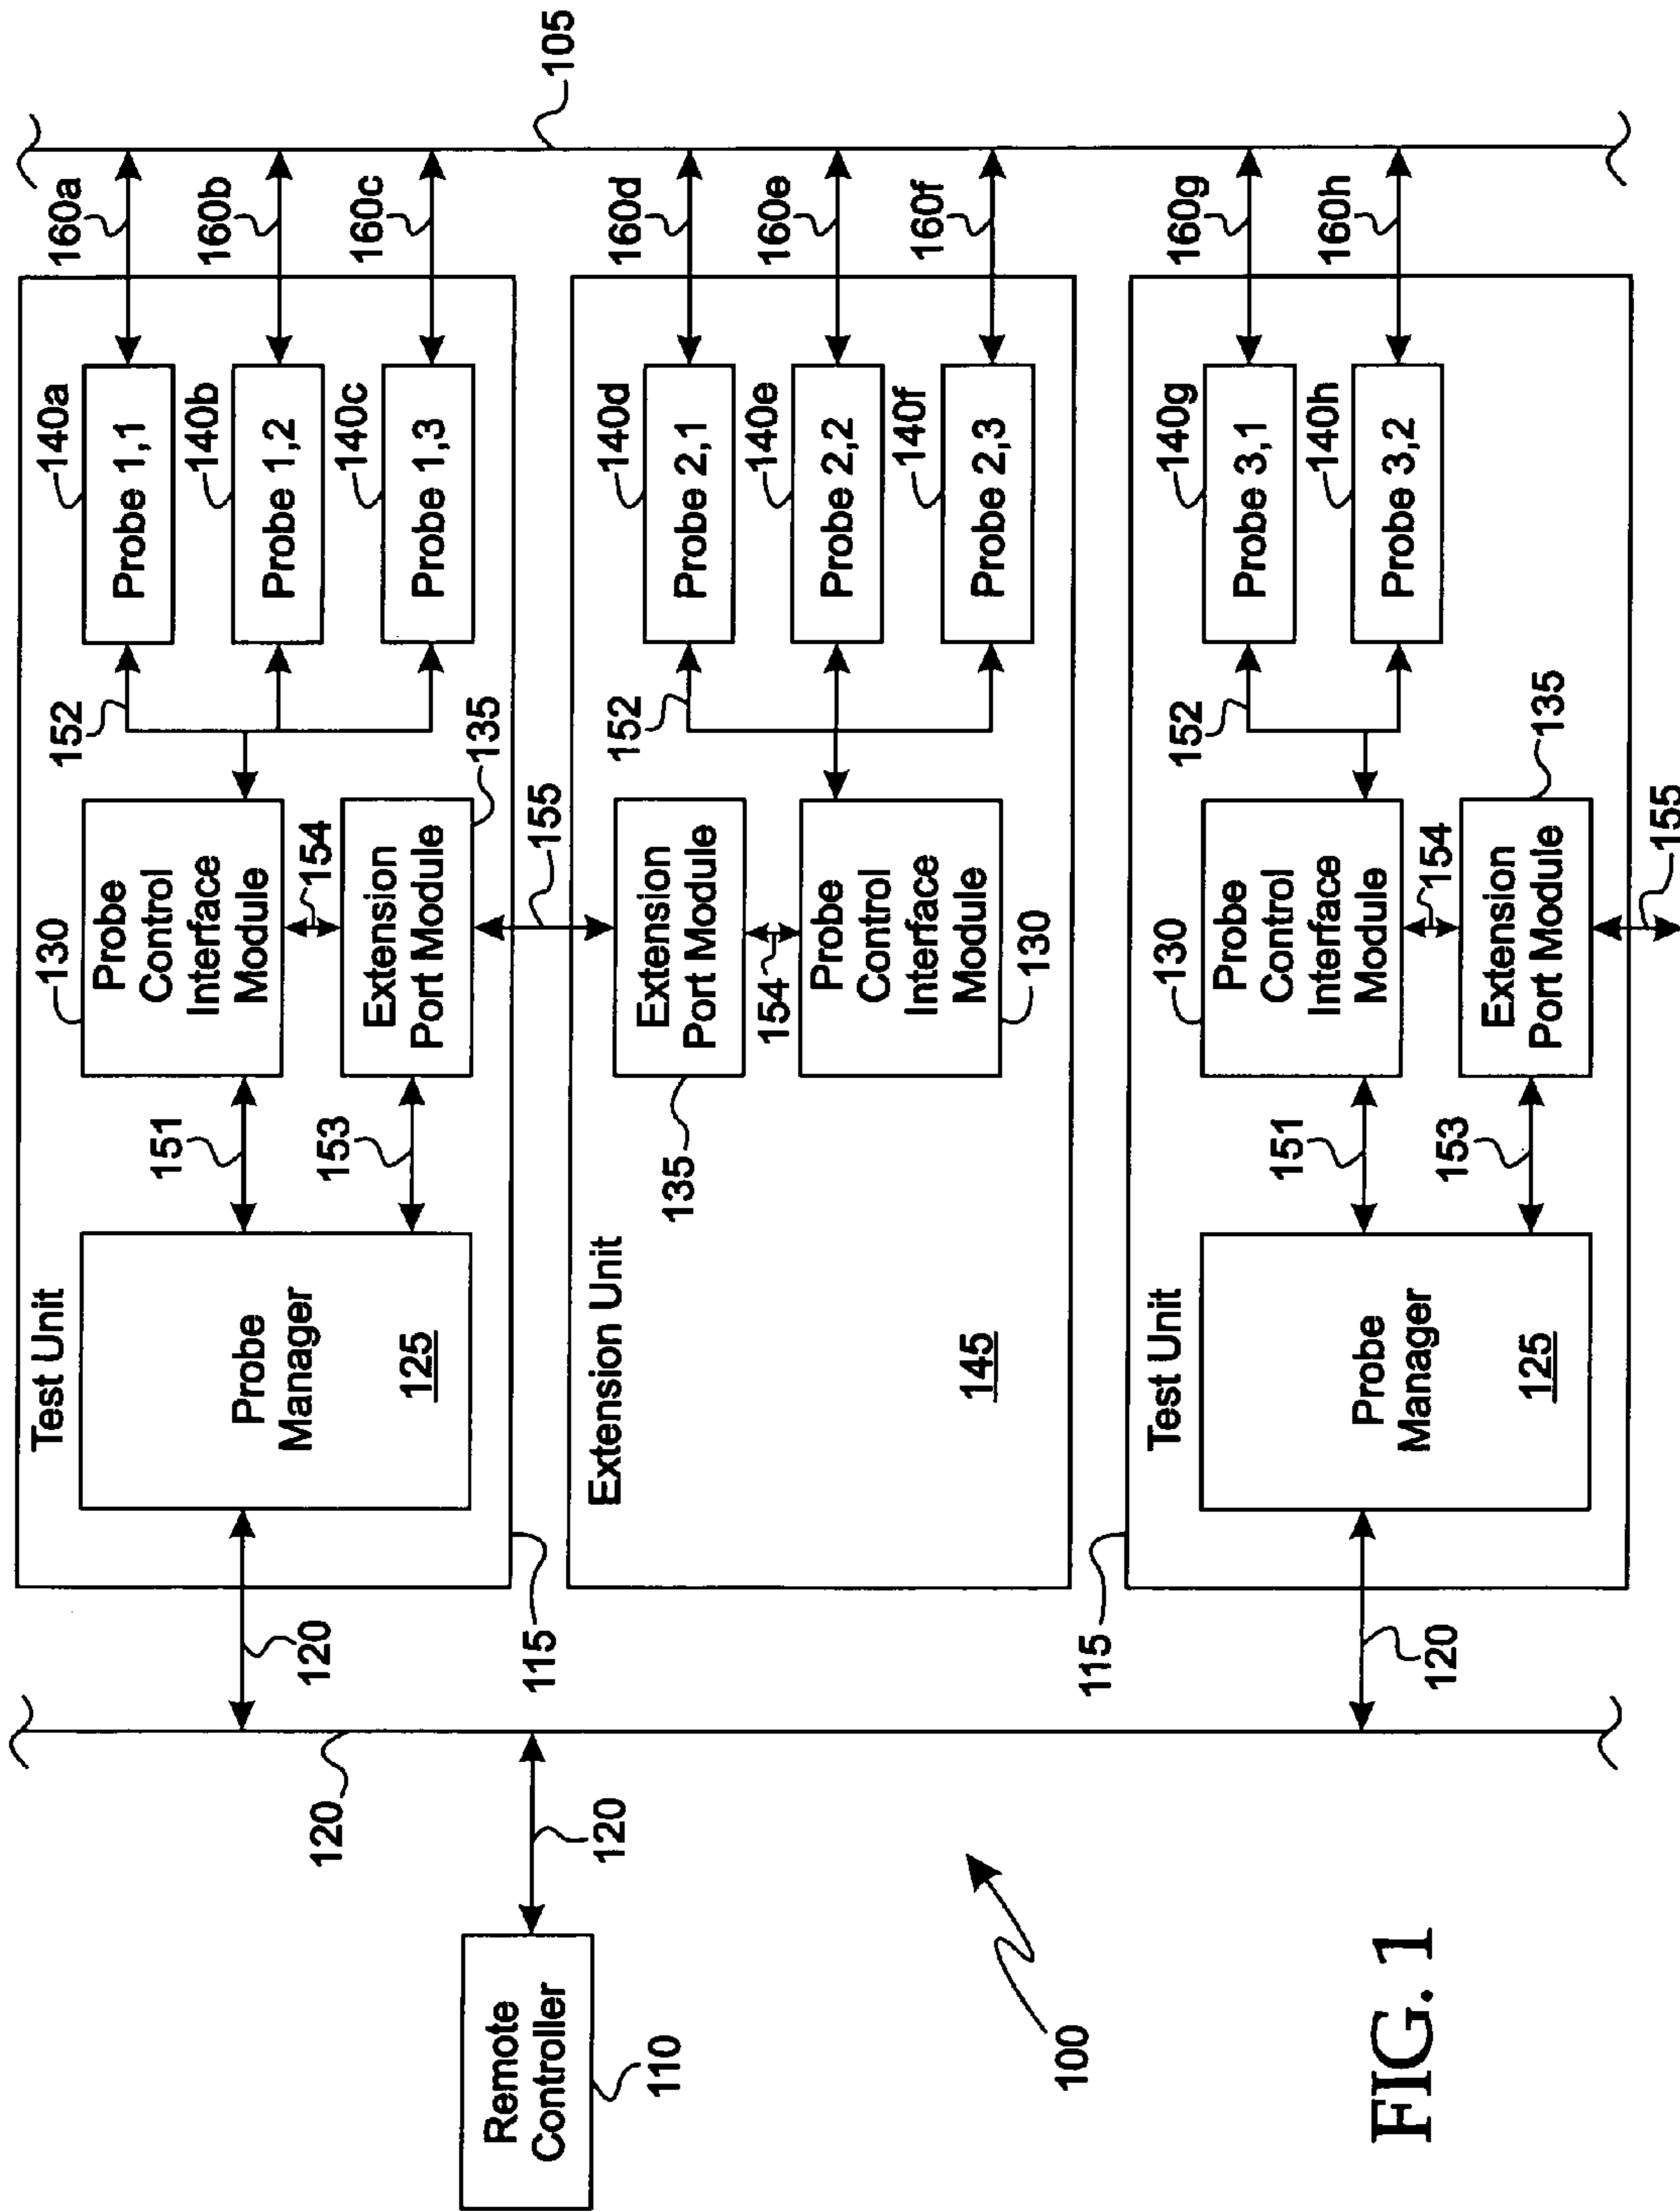 105
160a
160b
160c
160d
160e
160f
160g
160h
Test Unit
Probe
Manager
125
151
153
130
Probe
Control
Interface
Module
154
Extension
Port Module
135
152
140a
Probe 1,1
140b
Probe 1,2
140c
Probe 1,3
120
115
155
Extension Unit
145
135
Extension
Port Module
154
Probe
Control
Interface
Module
130
152
140d
Probe 2,1
140e
Probe 2,2
140f
Probe 2,3
Test Unit
Probe
Manager
125
151
153
130
Probe
Control
Interface
Module
154
Extension
Port Module
135
155
152
140g
Probe 3,1
140h
Probe 3,2
115
120
120
120
Remote
Controller
110
100
FIG. 1